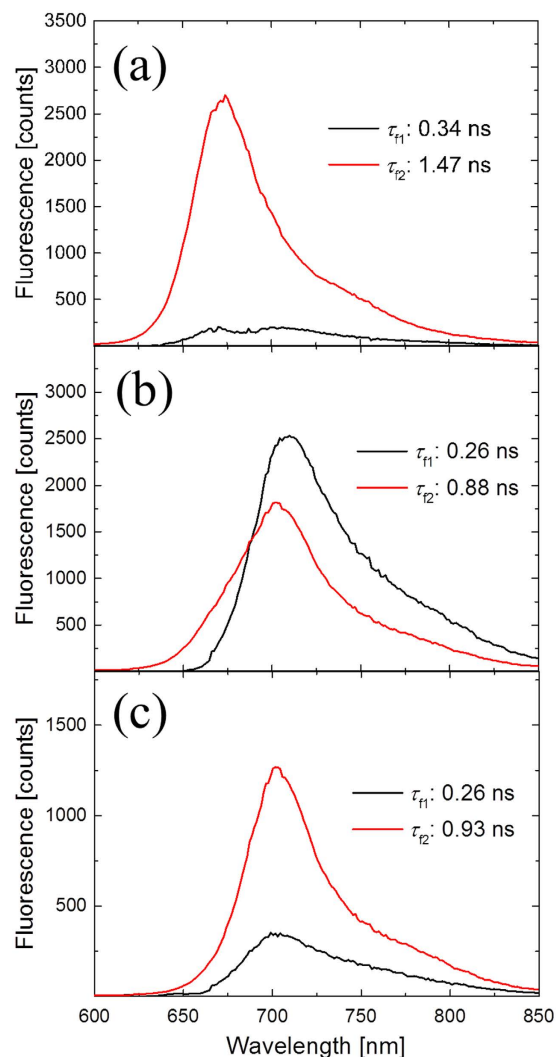 3500
(a)
3000
2500
2000
1500
1000
500
Fluorescence [counts]
τf1: 0.34 ns
τf2: 1.47 ns
(b)
3000
2500
2000
1500
1000
500
Fluorescence [counts]
τf1: 0.26 ns
τf2: 0.88 ns
(c)
1500
1000
500
Fluorescence [counts]
τf1: 0.26 ns
τf2: 0.93 ns
600 650 700 750 800 850
Wavelength [nm]